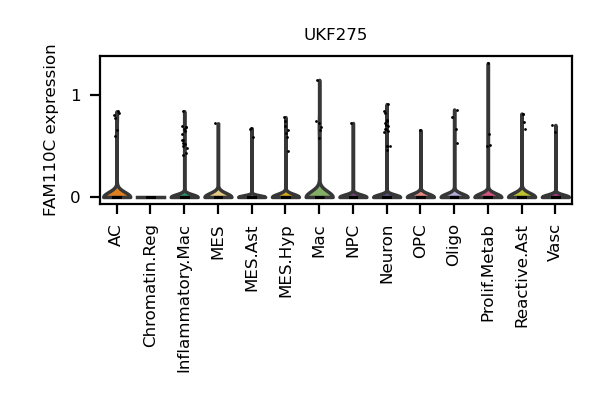 UKF275
FAM110C expression
1
0
AC
Chromatin.Reg
Inflammatory.Mac
MES
MES.Ast
MES.Hyp
Mac
NPC
Neuron
OPC
Oligo
Prolif.Metab
Reactive.Ast
Vasc